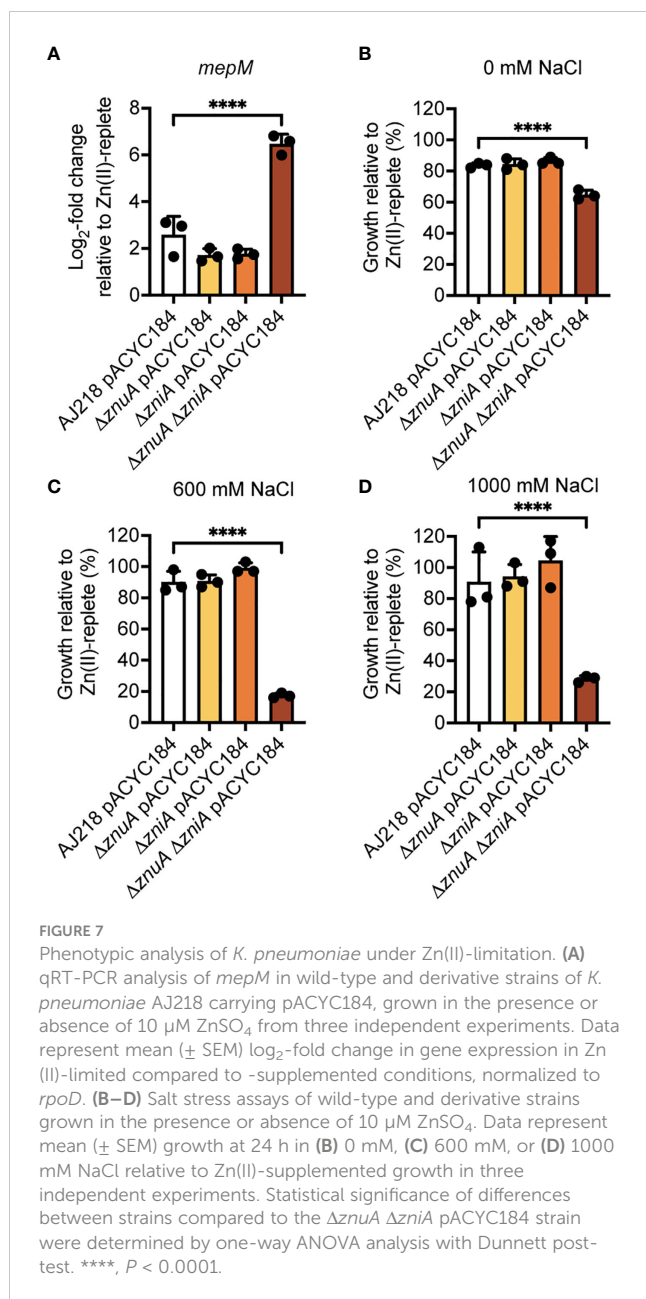 A
mepM
****
Log2-fold change
relative to Zn(II)-replete
8
6
4
2
0
AJ218 pACYC184
ΔznuA pACYC184
ΔzniA pACYC184
ΔznuA ΔzniA pACYC184
B
0 mM NaCl
****
Growth relative to
Zn(II)-replete (%)
120
100
80
60
40
20
0
AJ218 pACYC184
ΔznuA pACYC184
ΔzniA pACYC184
ΔznuA ΔzniA pACYC184
C
600 mM NaCl
****
Growth relative to
Zn(II)-replete (%)
120
100
80
60
40
20
0
AJ218 pACYC184
ΔznuA pACYC184
ΔzniA pACYC184
ΔznuA ΔzniA pACYC184
D
1000 mM NaCl
****
Growth relative to
Zn(II)-replete (%)
120
100
80
60
40
20
0
AJ218 pACYC184
ΔznuA pACYC184
ΔzniA pACYC184
ΔznuA ΔzniA pACYC184
FIGURE 7
Phenotypic analysis of K. pneumoniae under Zn(II)-limitation. (A)
qRT-PCR analysis of mepM in wild-type and derivative strains of K.
pneumoniae AJ218 carrying pACYC184, grown in the presence or
absence of 10 µM ZnSO4 from three independent experiments. Data
represent mean (± SEM) log2-fold change in gene expression in Zn
(II)-limited compared to -supplemented conditions, normalized to
rpoD. (B–D) Salt stress assays of wild-type and derivative strains
grown in the presence or absence of 10 µM ZnSO4. Data represent
mean (± SEM) growth at 24 h in (B) 0 mM, (C) 600 mM, or (D) 1000
mM NaCl relative to Zn(II)-supplemented growth in three
independent experiments. Statistical significance of differences
between strains compared to the ΔznuA ΔzniA pACYC184 strain
were determined by one-way ANOVA analysis with Dunnett post-
test. ****, P < 0.0001.